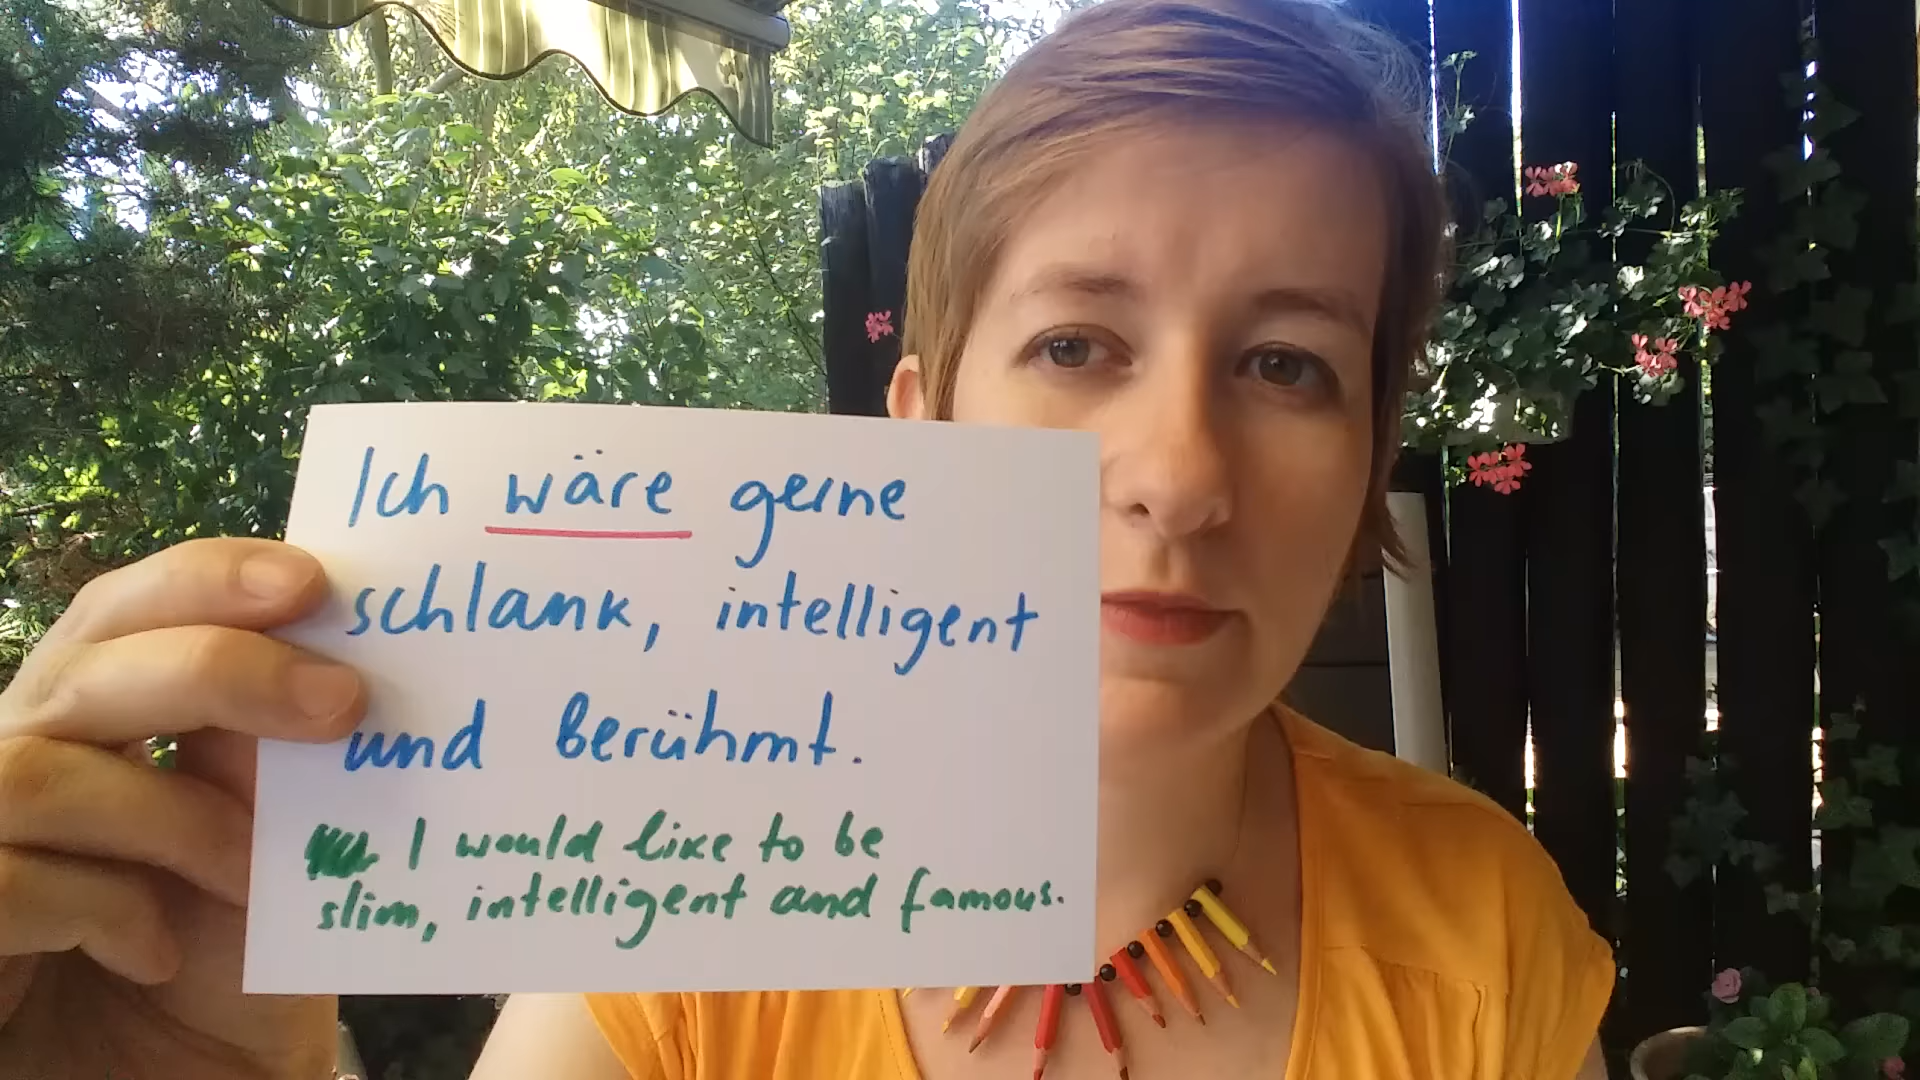 Ich wäre gerne
schlank, intelligent
und berühmt.
I would like to be
slim, intelligent and famous.